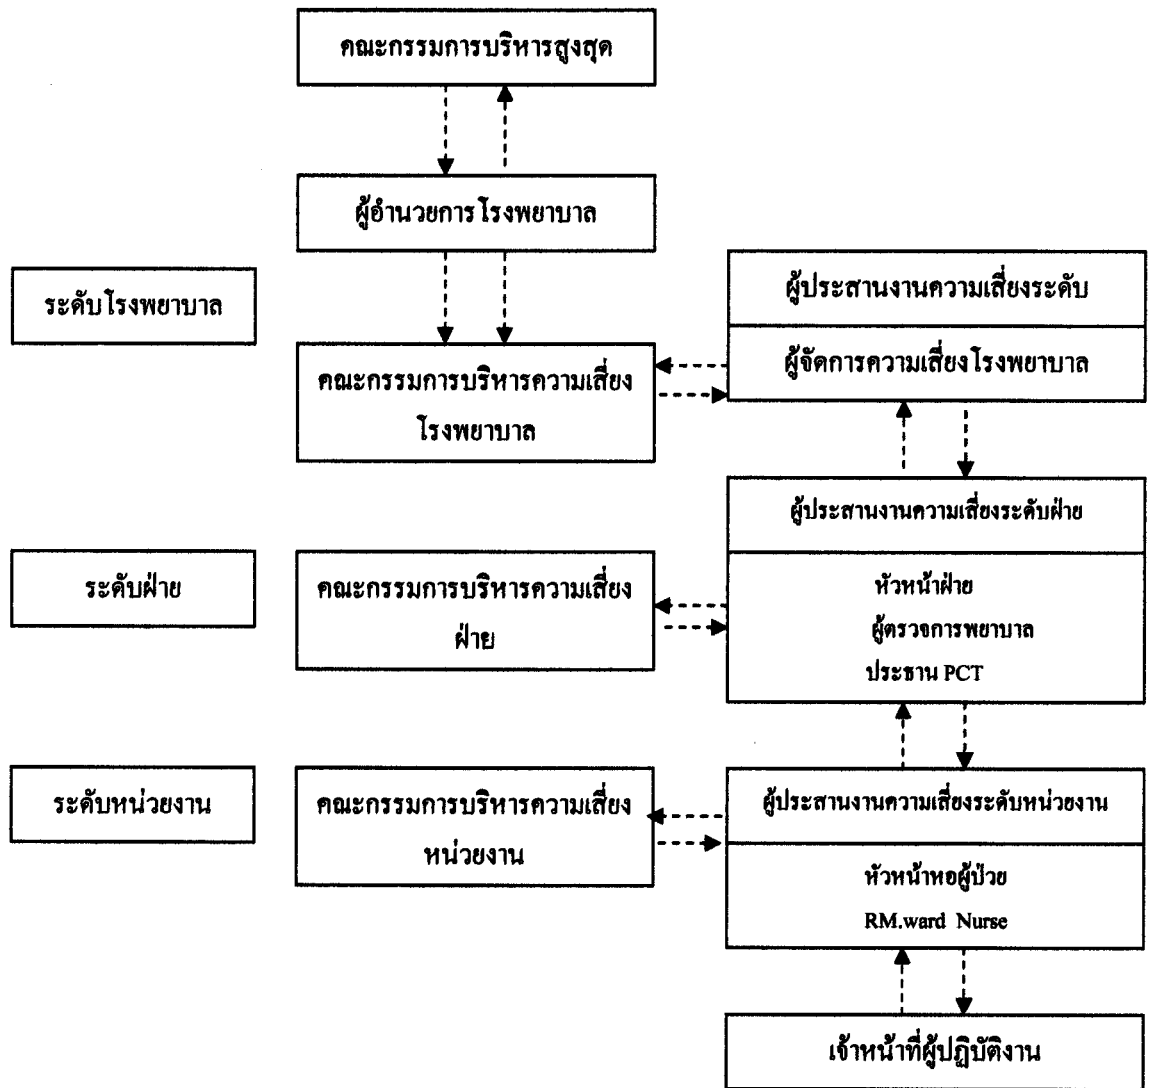 คณะกรรมการบริหารสูงสุด
ผู้อำนวยการโรงพยาบาล
ระดับโรงพยาบาล
ผู้ประสานงานความเสี่ยงระดับ
ผู้จัดการความเสี่ยงโรงพยาบาล
คณะกรรมการบริหารความเสี่ยง
โรงพยาบาล
ผู้ประสานงานความเสี่ยงระดับฝ่าย
ระดับฝ่าย
คณะกรรมการบริหารความเสี่ยง
ฝ่าย
หัวหน้าฝ่าย
ผู้ตรวจการพยาบาล
ประธาน PCT
ระดับหน่วยงาน
คณะกรรมการบริหารความเสี่ยง
หน่วยงาน
ผู้ประสานงานความเสี่ยงระดับหน่วยงาน
หัวหน้าหอผู้ป่วย
RM.ward Nurse
เจ้าหน้าที่ผู้ปฏิบัติงาน